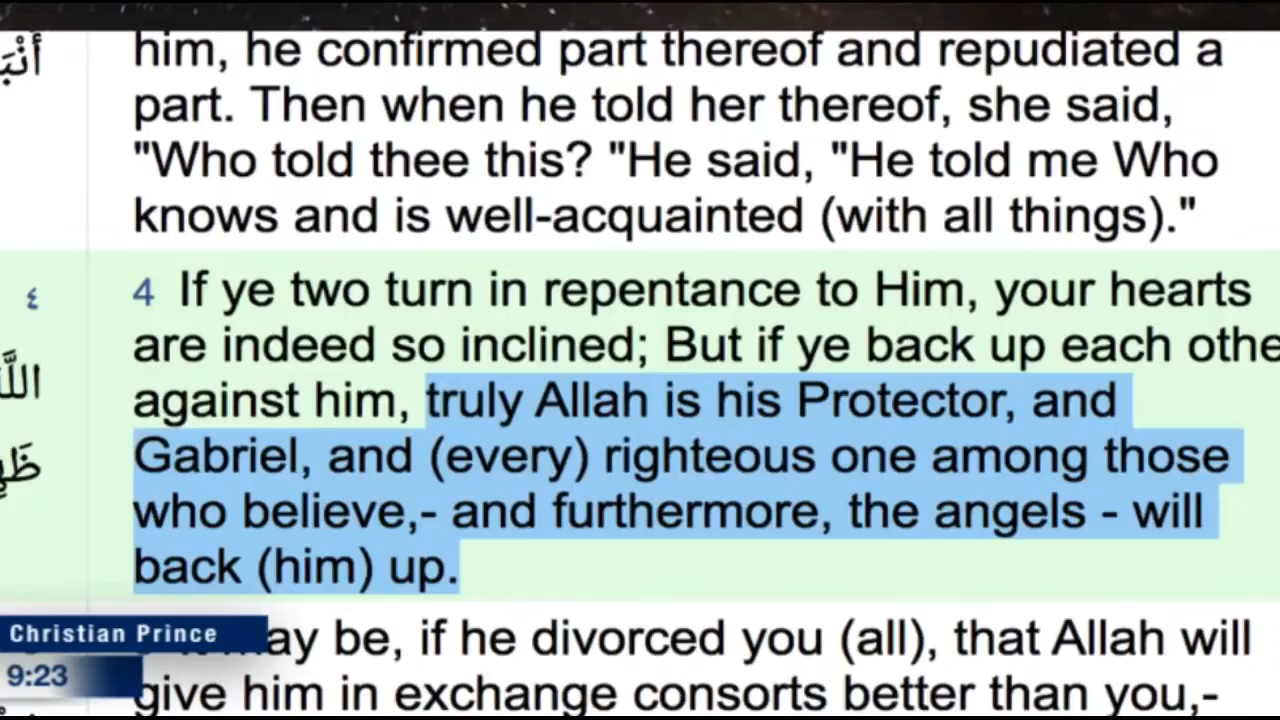 him, he confirmed part thereof and repudiated a
part. Then when he told her thereof, she said,
"Who told thee this? "He said, "He told me Who
knows and is well-acquainted (with all things)."
٤
4 If ye two turn in repentance to Him, your hearts
are indeed so inclined; But if ye back up each othe
against him, truly Allah is his Protector, and
Gabriel, and (every) righteous one among those
who believe,- and furthermore, the angels - will
back (him) up.
may be, if he divorced you (all), that Allah will
give him in exchange consorts better than you,-
Christian Prince
9:23